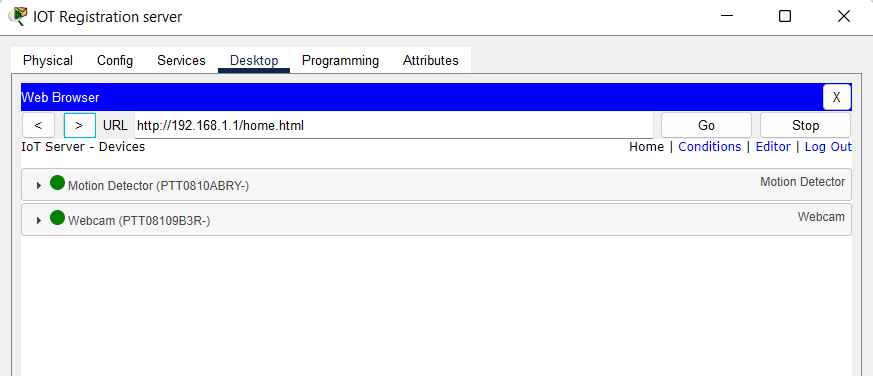 IOT Registration server
Physical Config Services Desktop Programming Attributes
Web Browser X
< > URL http://192.168.1.1/home.html Go Stop
IoT Server - Devices Home | Conditions | Editor | Log Out
Motion Detector (PTT0810ABRY-) Motion Detector
Webcam (PTT08109B3R-) Webcam